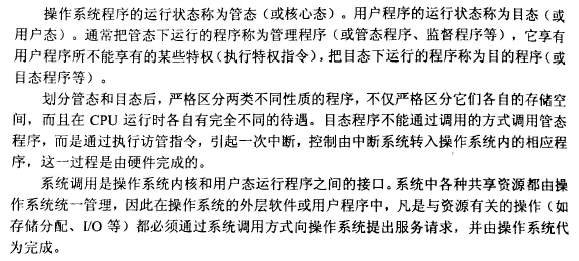 操作系统程序的运行状态称为管态（或核心态）。用户程序的运行状态称为目态（或
用户态）。通常把管态下运行的程序称为管理程序（或管态程序、监督程序等），它享有
用户程序所不能享有的某些特权（执行特权指令），把目态下运行的程序称为目的程序（或
目态程序等）。
划分管态和目态后，严格区分两类不同性质的程序，不仅严格区分它们各自的存储空
间，而且在 CPU 运行时各自有完全不同的待遇。目态程序不能通过调用的方式调用管态
程序，而是通过执行访管指令，引起一次中断，控制由中断系统转入操作系统内的相应程
序，这一过程是由硬件完成的。
系统调用是操作系统内核和用户态运行程序之间的接口。系统中各种共享资源都由操
作系统统一管理，因此在操作系统的外层软件或用户程序中，凡是与资源有关的操作（如
存储分配、I/O 等）都必须通过系统调用方式向操作系统提出服务请求，并由操作系统代
为完成。